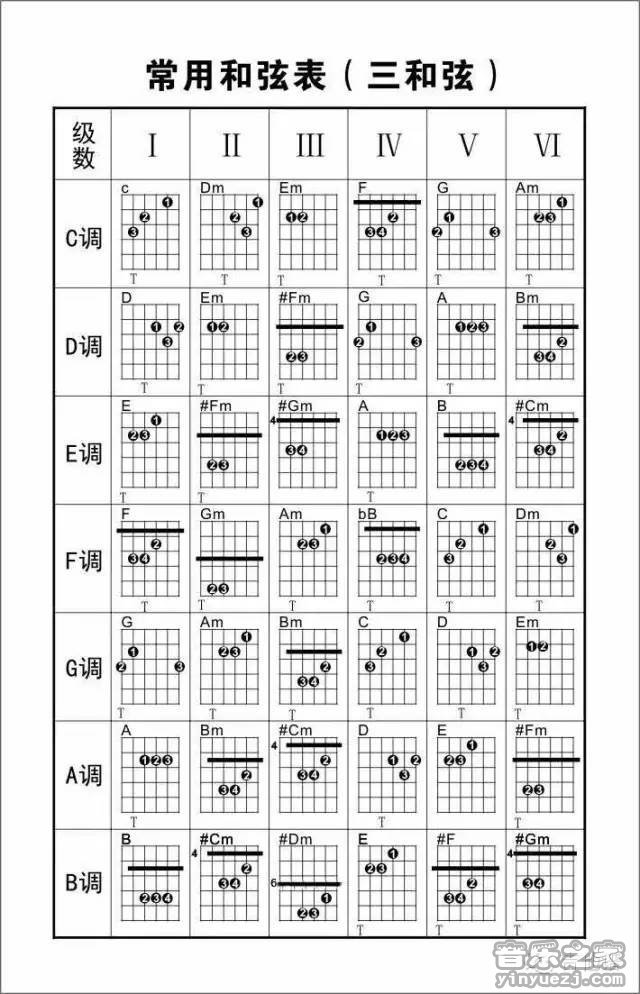 常用和弦表（三和弦）
级数 I II III IV V VI
C调 c Dm Em F G Am
1 2 3 1 2 3 1 2 1 2 3 4 1 2 3 1 2 3
T T T T T T
D调 D Em #Fm G A Bm
1 2 3 1 2 2 3 1 2 3 1 2 3 2 3 4
T T T T T T
E调 E #Fm #Gm A B #Cm
1 2 3 2 3 4 3 4 1 2 3 2 3 4 4 2 3 4
T T T T T T
F调 F Gm Am bB C Dm
2 3 4 2 3 1 2 3 2 3 4 1 2 3 1 2 3
T T T T T T
G调 G Am Bm C D Em
1 2 3 1 2 3 2 3 4 1 2 3 1 2 3 1 2
T T T T T T
A调 A Bm #Cm D E #Fm
1 2 3 2 3 4 4 2 3 4 1 2 3 1 2 3 2 3
T T T T T T
B调 B #Cm #Dm E #F #Gm
2 3 4 4 2 3 4 6 1 2 3 1 2 3 2 3 4 4 3 4
T T T T T T
音乐之家
yinyuezj.com